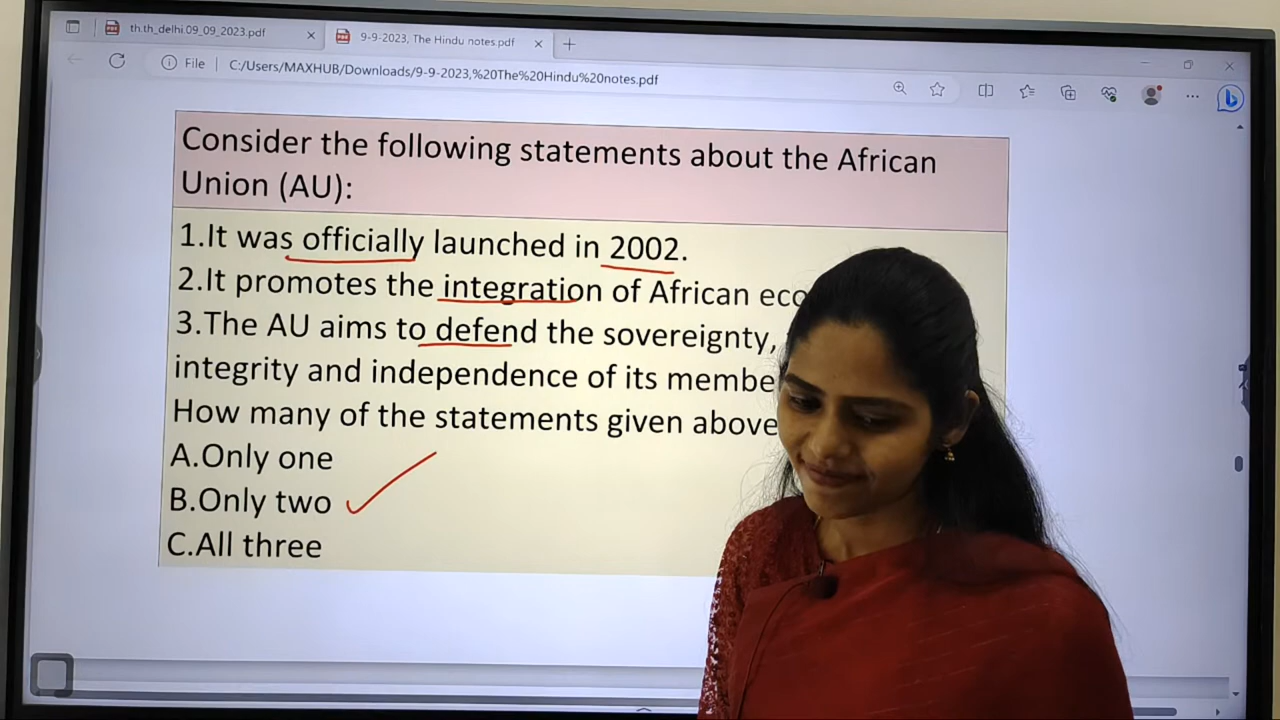 th.th_delhi.09_09_2023.pdf
9-9-2023, The Hindu notes.pdf
File
C:/Users/MAXHUB/Downloads/9-9-2023,%20The%20Hindu%20notes.pdf
Consider the following statements about the African
Union (AU):
1.It was officially launched in 2002.
2.It promotes the integration of African
3.The AU aims to defend the sovereignty,
integrity and independence of its
How many of the statements given above
A.Only one
B.Only two
C.All three